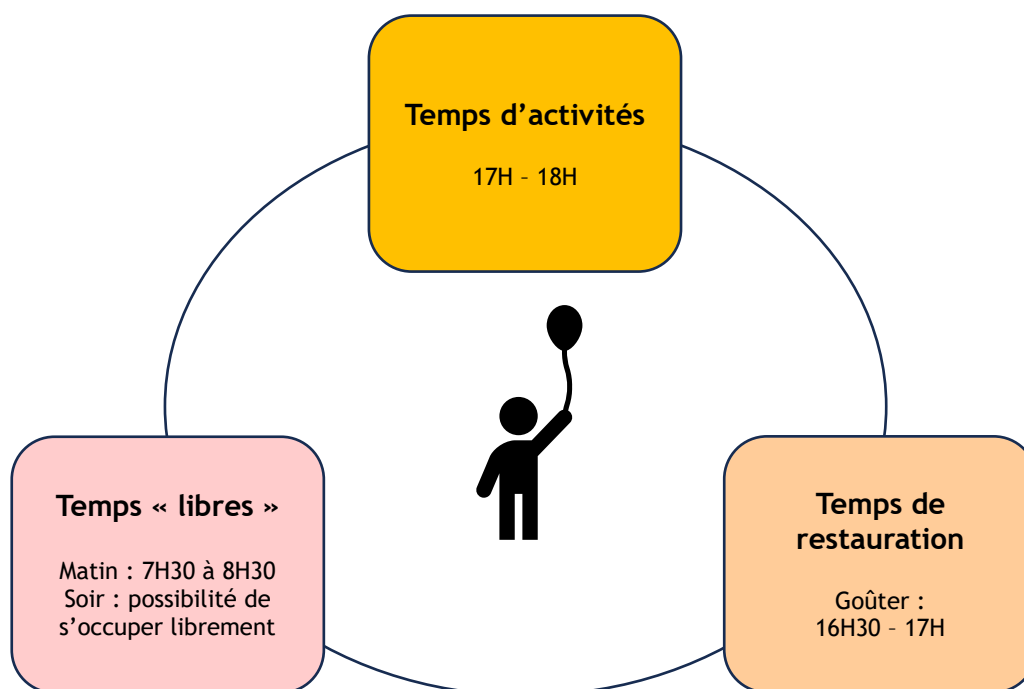 Temps d’activités
17H – 18H
Temps « libres »
Matin : 7H30 à 8H30
Soir : possibilité de
s’occuper librement
Temps de
restauration
Goûter :
16H30 – 17H